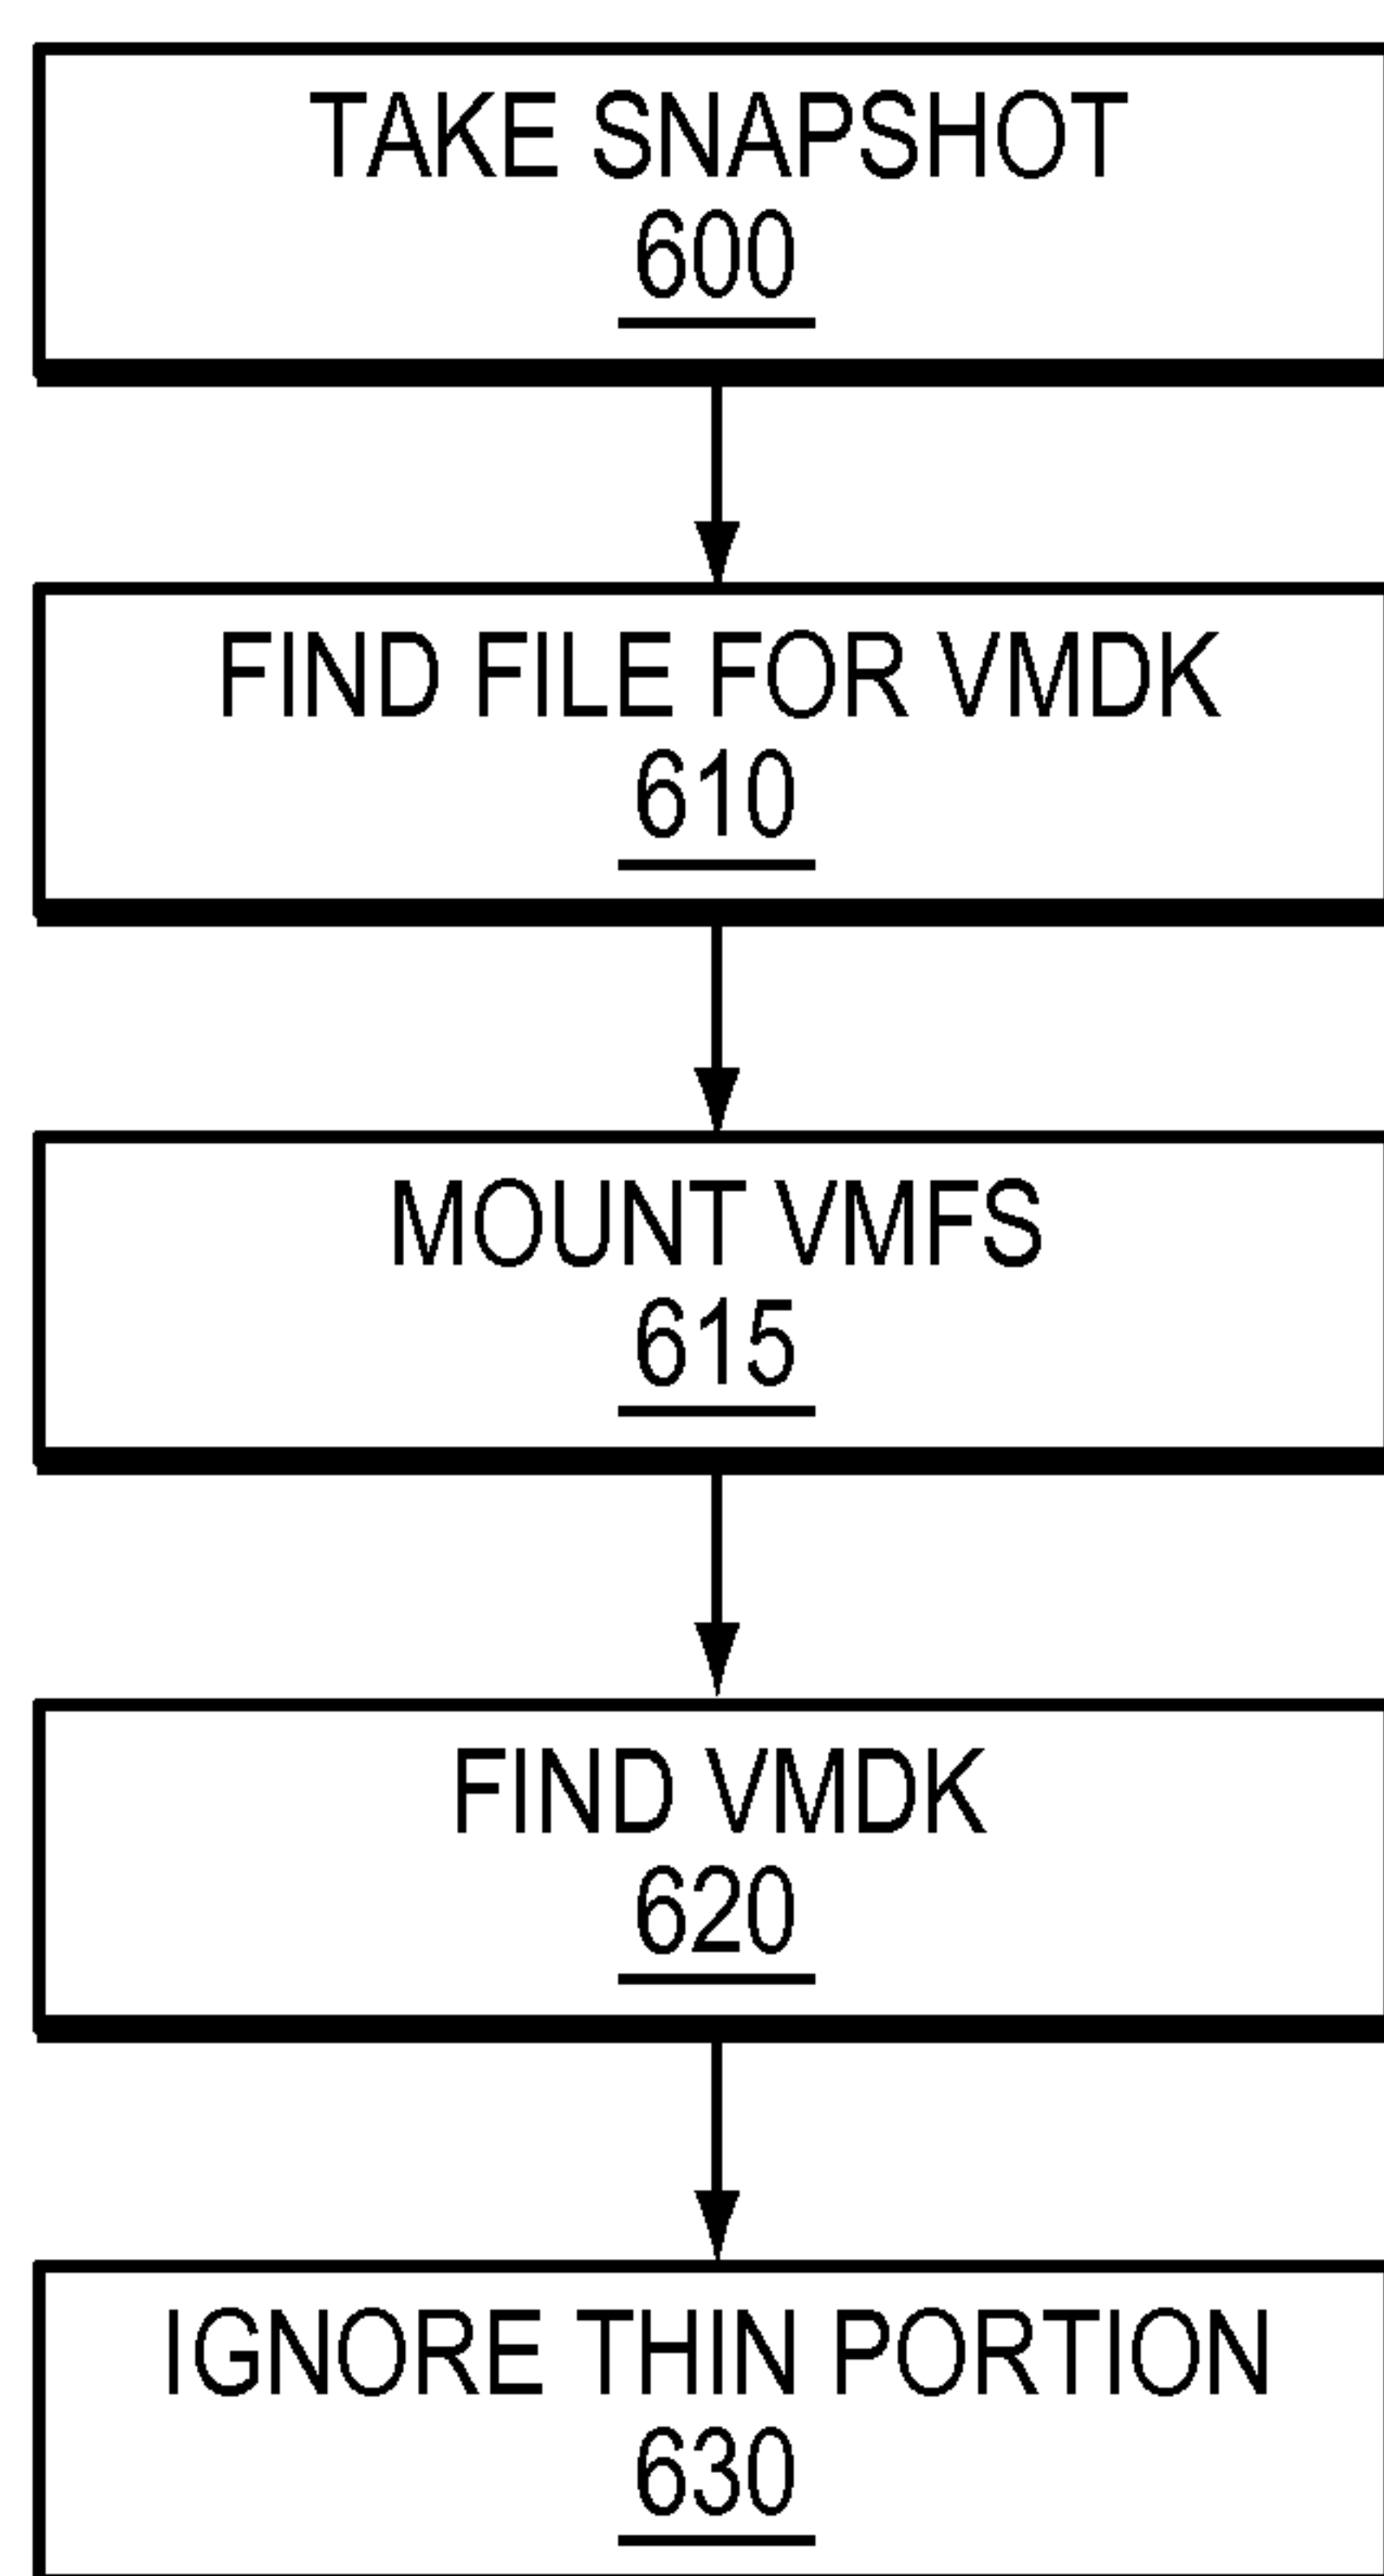 TAKE SNAPSHOT
600
FIND FILE FOR VMDK
610
MOUNT VMFS
615
FIND VMDK
620
IGNORE THIN PORTION
630